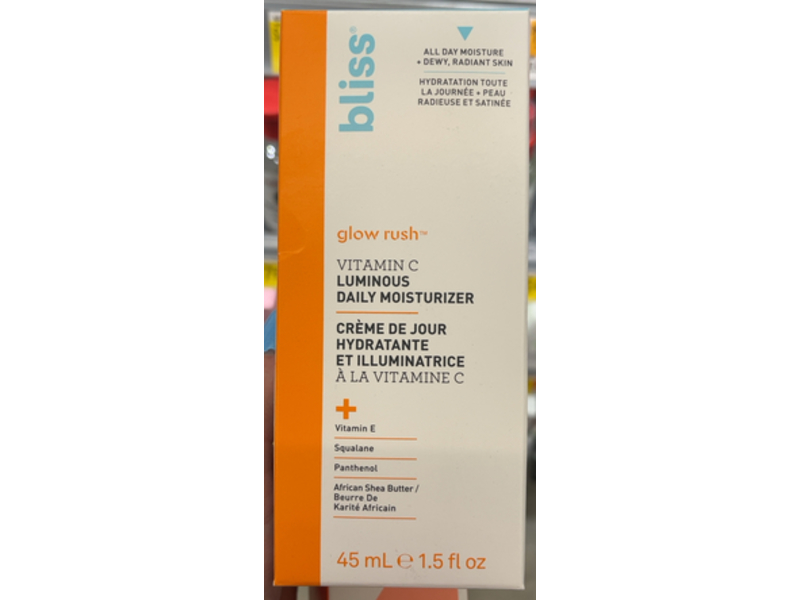 bliss®
ALL DAY MOISTURE
+ DEWY, RADIANT SKIN
HYDRATATION TOUTE
LA JOURNÉE + PEAU
RADIEUSE ET SATINÉE
glow rush™
VITAMIN C
LUMINOUS
DAILY MOISTURIZER
CRÈME DE JOUR
HYDRATANTE
ET ILLUMINATRICE
À LA VITAMINE C
+
Vitamin E
Squalane
Panthenol
African Shea Butter /
Beurre De
Karité Africain
45 mL ℮ 1.5 fl oz